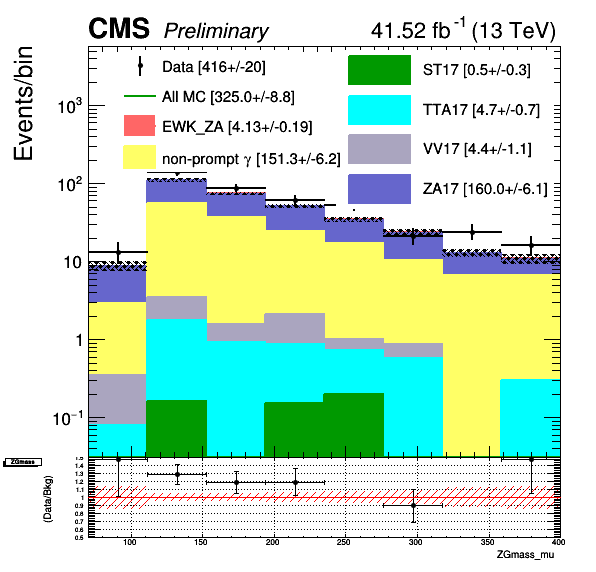 CMS Preliminary 41.52 fb⁻¹ (13 TeV)
Events/bin
Data [416+/-20]
All MC [325.0+/-8.8]
EWK_ZA [4.13+/-0.19]
non-prompt γ [151.3+/-6.2]
ST17 [0.5+/-0.3]
TTA17 [4.7+/-0.7]
VV17 [4.4+/-1.1]
ZA17 [160.0+/-6.1]
10³
10²
10
1
10⁻¹
ZGmass
(Data/Bkg)
1.5
1.4
1.3
1.2
1.1
1
0.9
0.8
0.7
0.6
0.5
100 150 200 250 300 350 400
ZGmass_mu